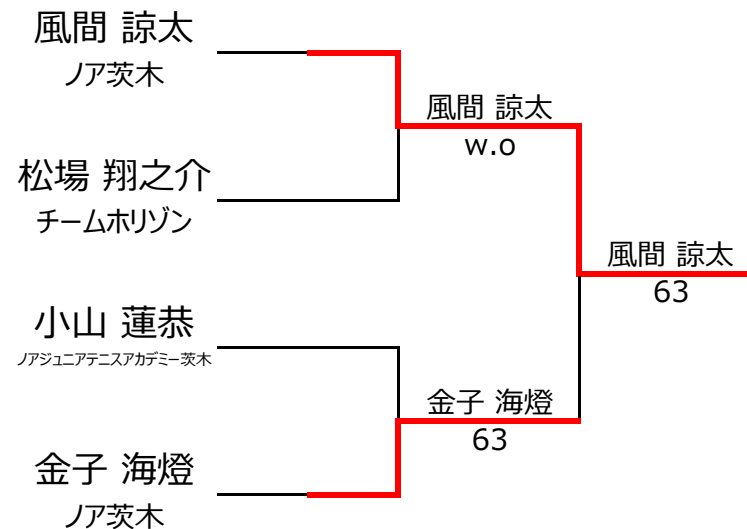 風間 諒太
ノア茨木
松場 翔之介
チームホリゾン
小山 蓮恭
ノアジュニアテニスアカデミー茨木
金子 海燈
ノア茨木
風間 諒太
w.o
金子 海燈
63
風間 諒太
63